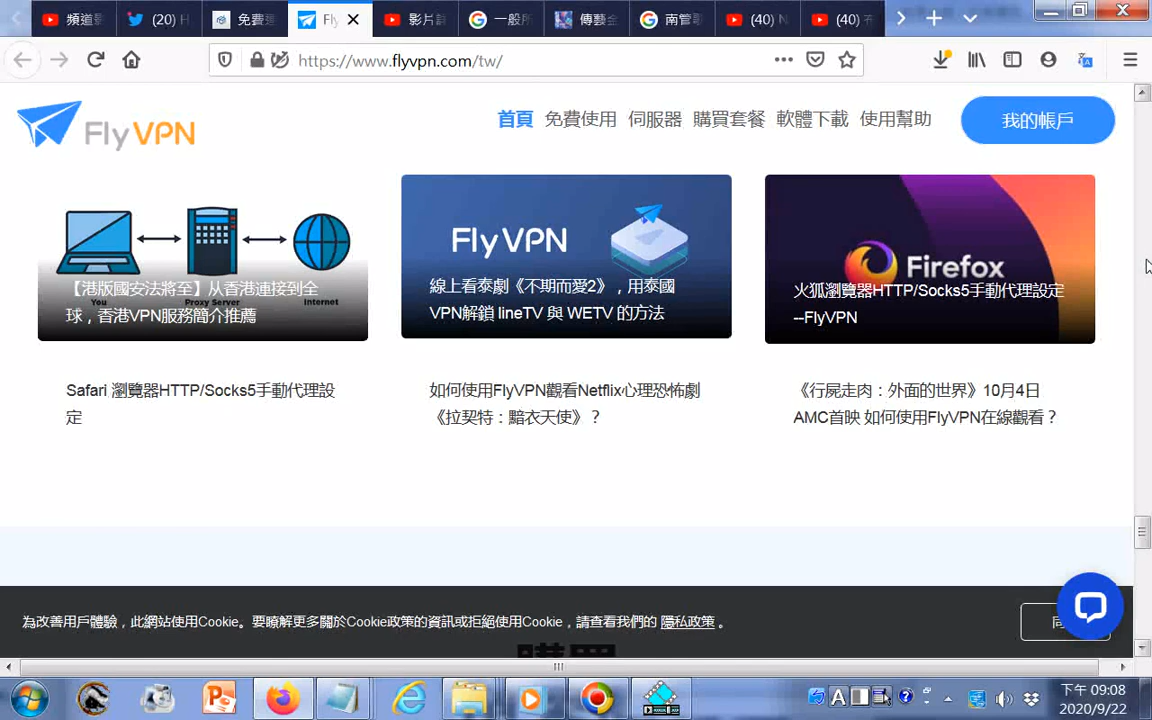 頻道
(20)
免費
Fly
影片
一般
傳藝
南管
(40) N
(40)
https://www.flyvpn.com/tw/
FlyVPN
首頁 免費使用 伺服器 購買套餐 軟體下載 使用幫助
我的帳戶
【港版國安法將至】从香港連接到全
You Proxy Server Internet
球，香港VPN服務簡介推薦
FlyVPN
線上看泰劇《不期而愛2》，用泰國
VPN解鎖 lineTV 與 WETV 的方法
Firefox
火狐瀏覽器HTTP/Socks5手動代理設定
--FlyVPN
Safari 瀏覽器HTTP/Socks5手動代理設
定
如何使用FlyVPN觀看Netflix心理恐怖劇
《拉契特：黯衣天使》？
《行屍走肉：外面的世界》10月4日
AMC首映 如何使用FlyVPN在線觀看？
為改善用戶體驗，此網站使用Cookie。要瞭解更多關於Cookie政策的資訊或拒絕使用Cookie，請查看我們的 隱私政策 。
同
A
下午 09:08
2020/9/22